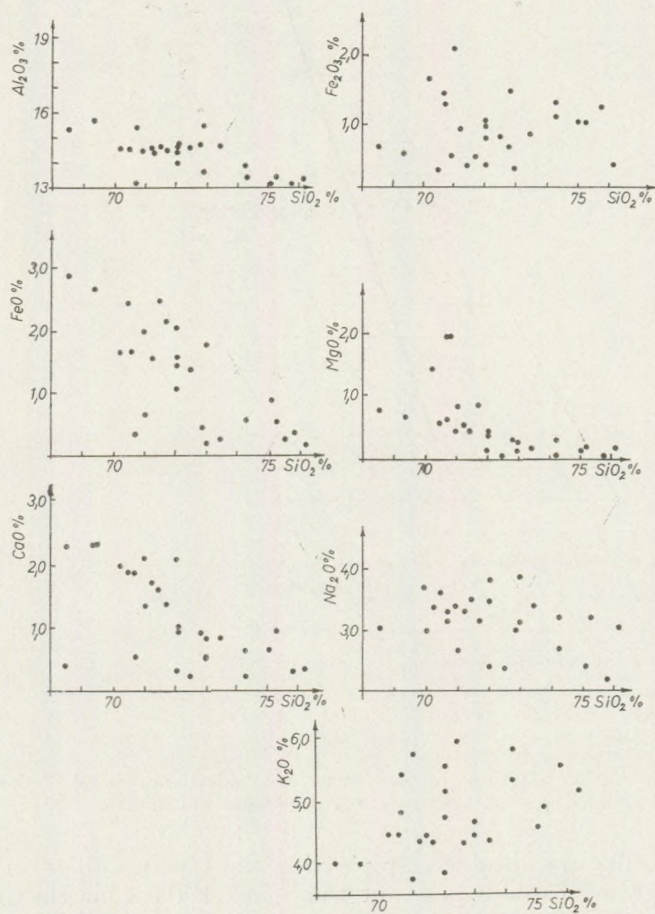 Al₂O₃ %
19
16
13
70
75
SiO₂ %
Fe₂O₃ %
2,0
1,0
70
75
SiO₂ %
FeO %
3,0
2,0
1,0
70
75
SiO₂ %
MgO %
2,0
1,0
70
75
SiO₂ %
CaO %
3,0
2,0
1,0
70
75
SiO₂ %
Na₂O %
4,0
3,0
70
75
SiO₂ %
K₂O %
6,0
5,0
4,0
70
75
SiO₂ %